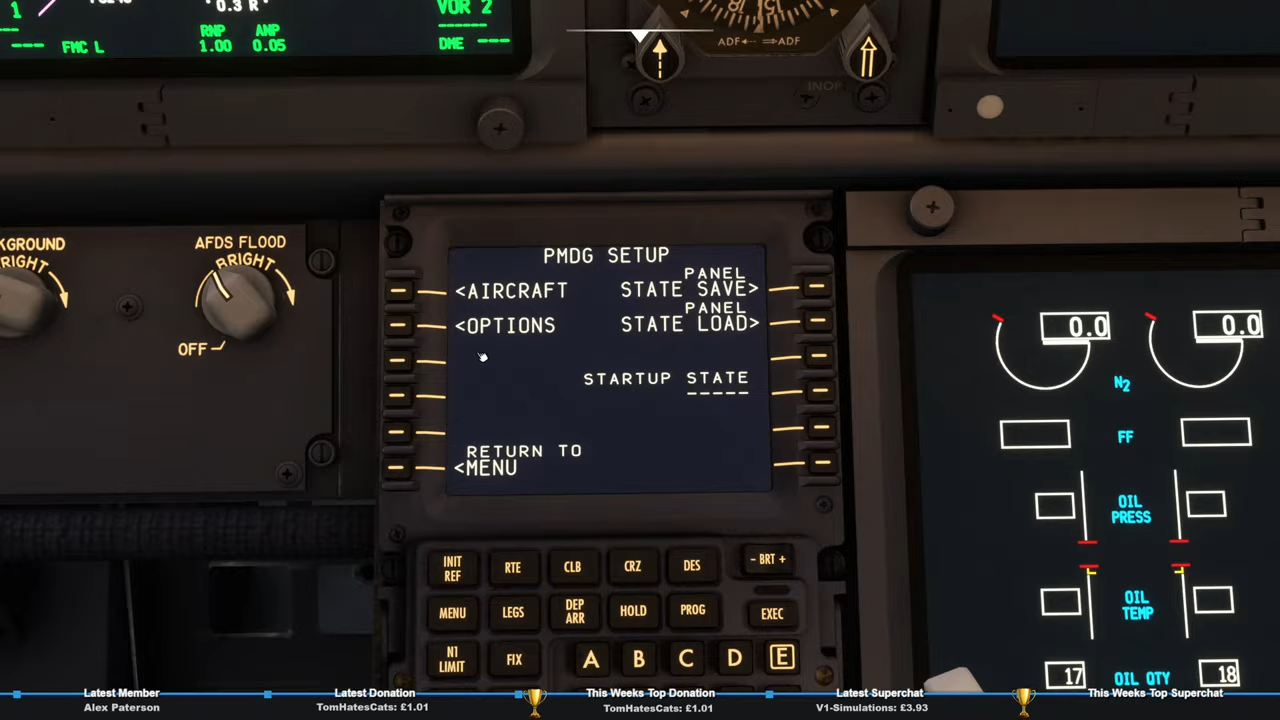 1
0.3 R
VOR 2
RNP
ANP
FMC L
1.00
0.05
DME
ADF
ADF
INOP
KGROUND
RIGHT
AFDS FLOOD
BRIGHT
OFF
PMDG SETUP
PANEL
<AIRCRAFT
STATE SAVE>
PANEL
<OPTIONS
STATE LOAD>
STARTUP STATE
-----
RETURN TO
<MENU
0.0
0.0
N2
FF
OIL
PRESS
OIL
TEMP
17
OIL QTY
18
INIT
REF
RTE
CLB
CRZ
DES
- BRT +
MENU
LEGS
DEP
ARR
HOLD
PROG
EXEC
N1
LIMIT
FIX
A
B
C
D
E
Latest Member
Alex Paterson
Latest Donation
TomHatesCats: £1.01
This Weeks Top Donation
TomHatesCats: £1.01
Latest Superchat
V1-Simulations: £3.93
This Weeks Top Superchat